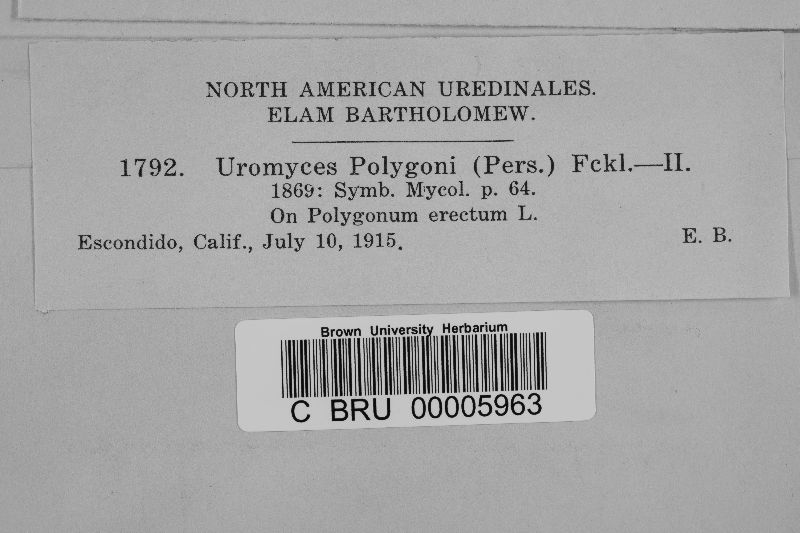 NORTH AMERICAN UREDINALES.
ELAM BARTHOLOMEW.
1792. Uromyces Polygoni (Pers.) Fckl.—II.
1869: Symb. Mycol. p. 64.
On Polygonum erectum L.
Escondido, Calif., July 10, 1915. E. B.
Brown University Herbarium
C BRU 00005963